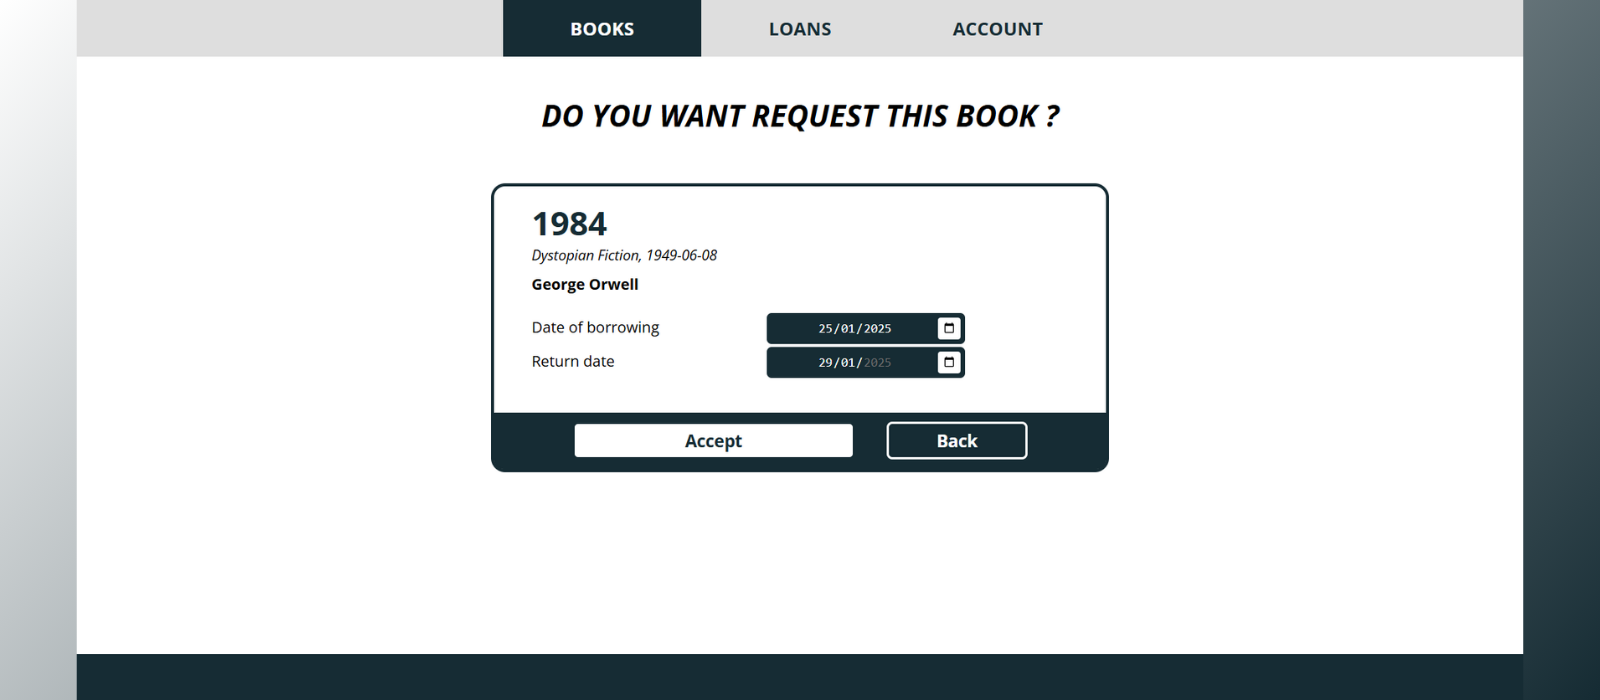 BOOKS LOANS ACCOUNT
DO YOU WANT REQUEST THIS BOOK ?
1984
Dystopian Fiction, 1949-06-08
George Orwell
Date of borrowing 25/01/2025
Return date 29/01/2025
Accept Back